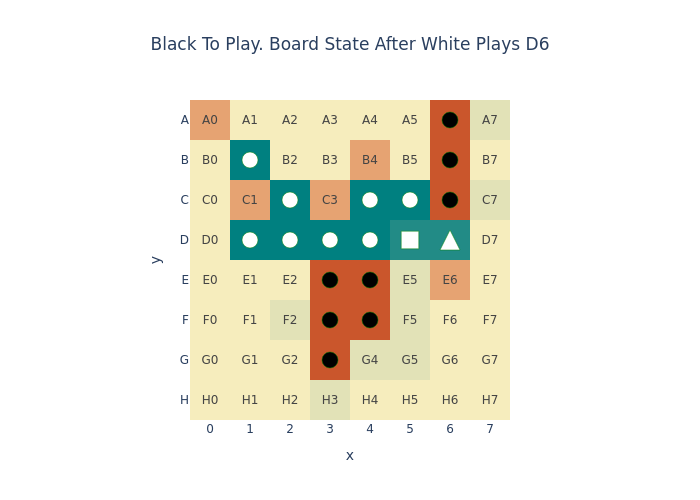 Black To Play. Board State After White Plays D6
A A0 A1 A2 A3 A4 A5 A7
B B0 B2 B3 B4 B5 B7
C C0 C1 C3 C7
D D0 D7
E E0 E1 E2 E5 E6 E7
F F0 F1 F2 F5 F6 F7
G G0 G1 G2 G4 G5 G6 G7
H H0 H1 H2 H3 H4 H5 H6 H7
0 1 2 3 4 5 6 7
x
y